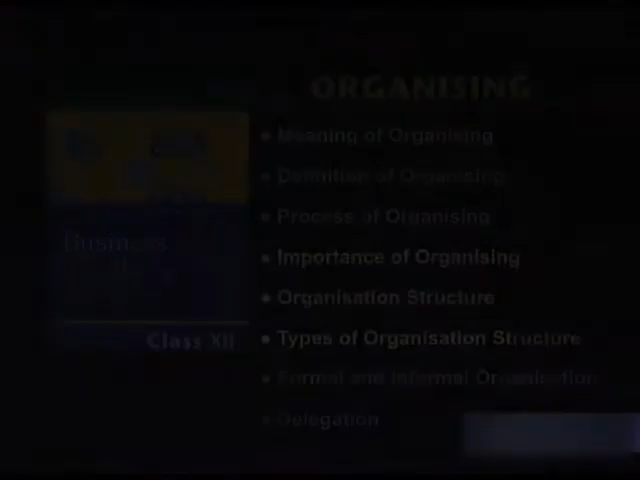 ORGANISING
• Meaning of Organising
• Definition of Organising
• Process of Organising
• Importance of Organising
• Organisation Structure
• Types of Organisation Structure
• Formal and Informal Organisation
• Delegation
Business
Class XII